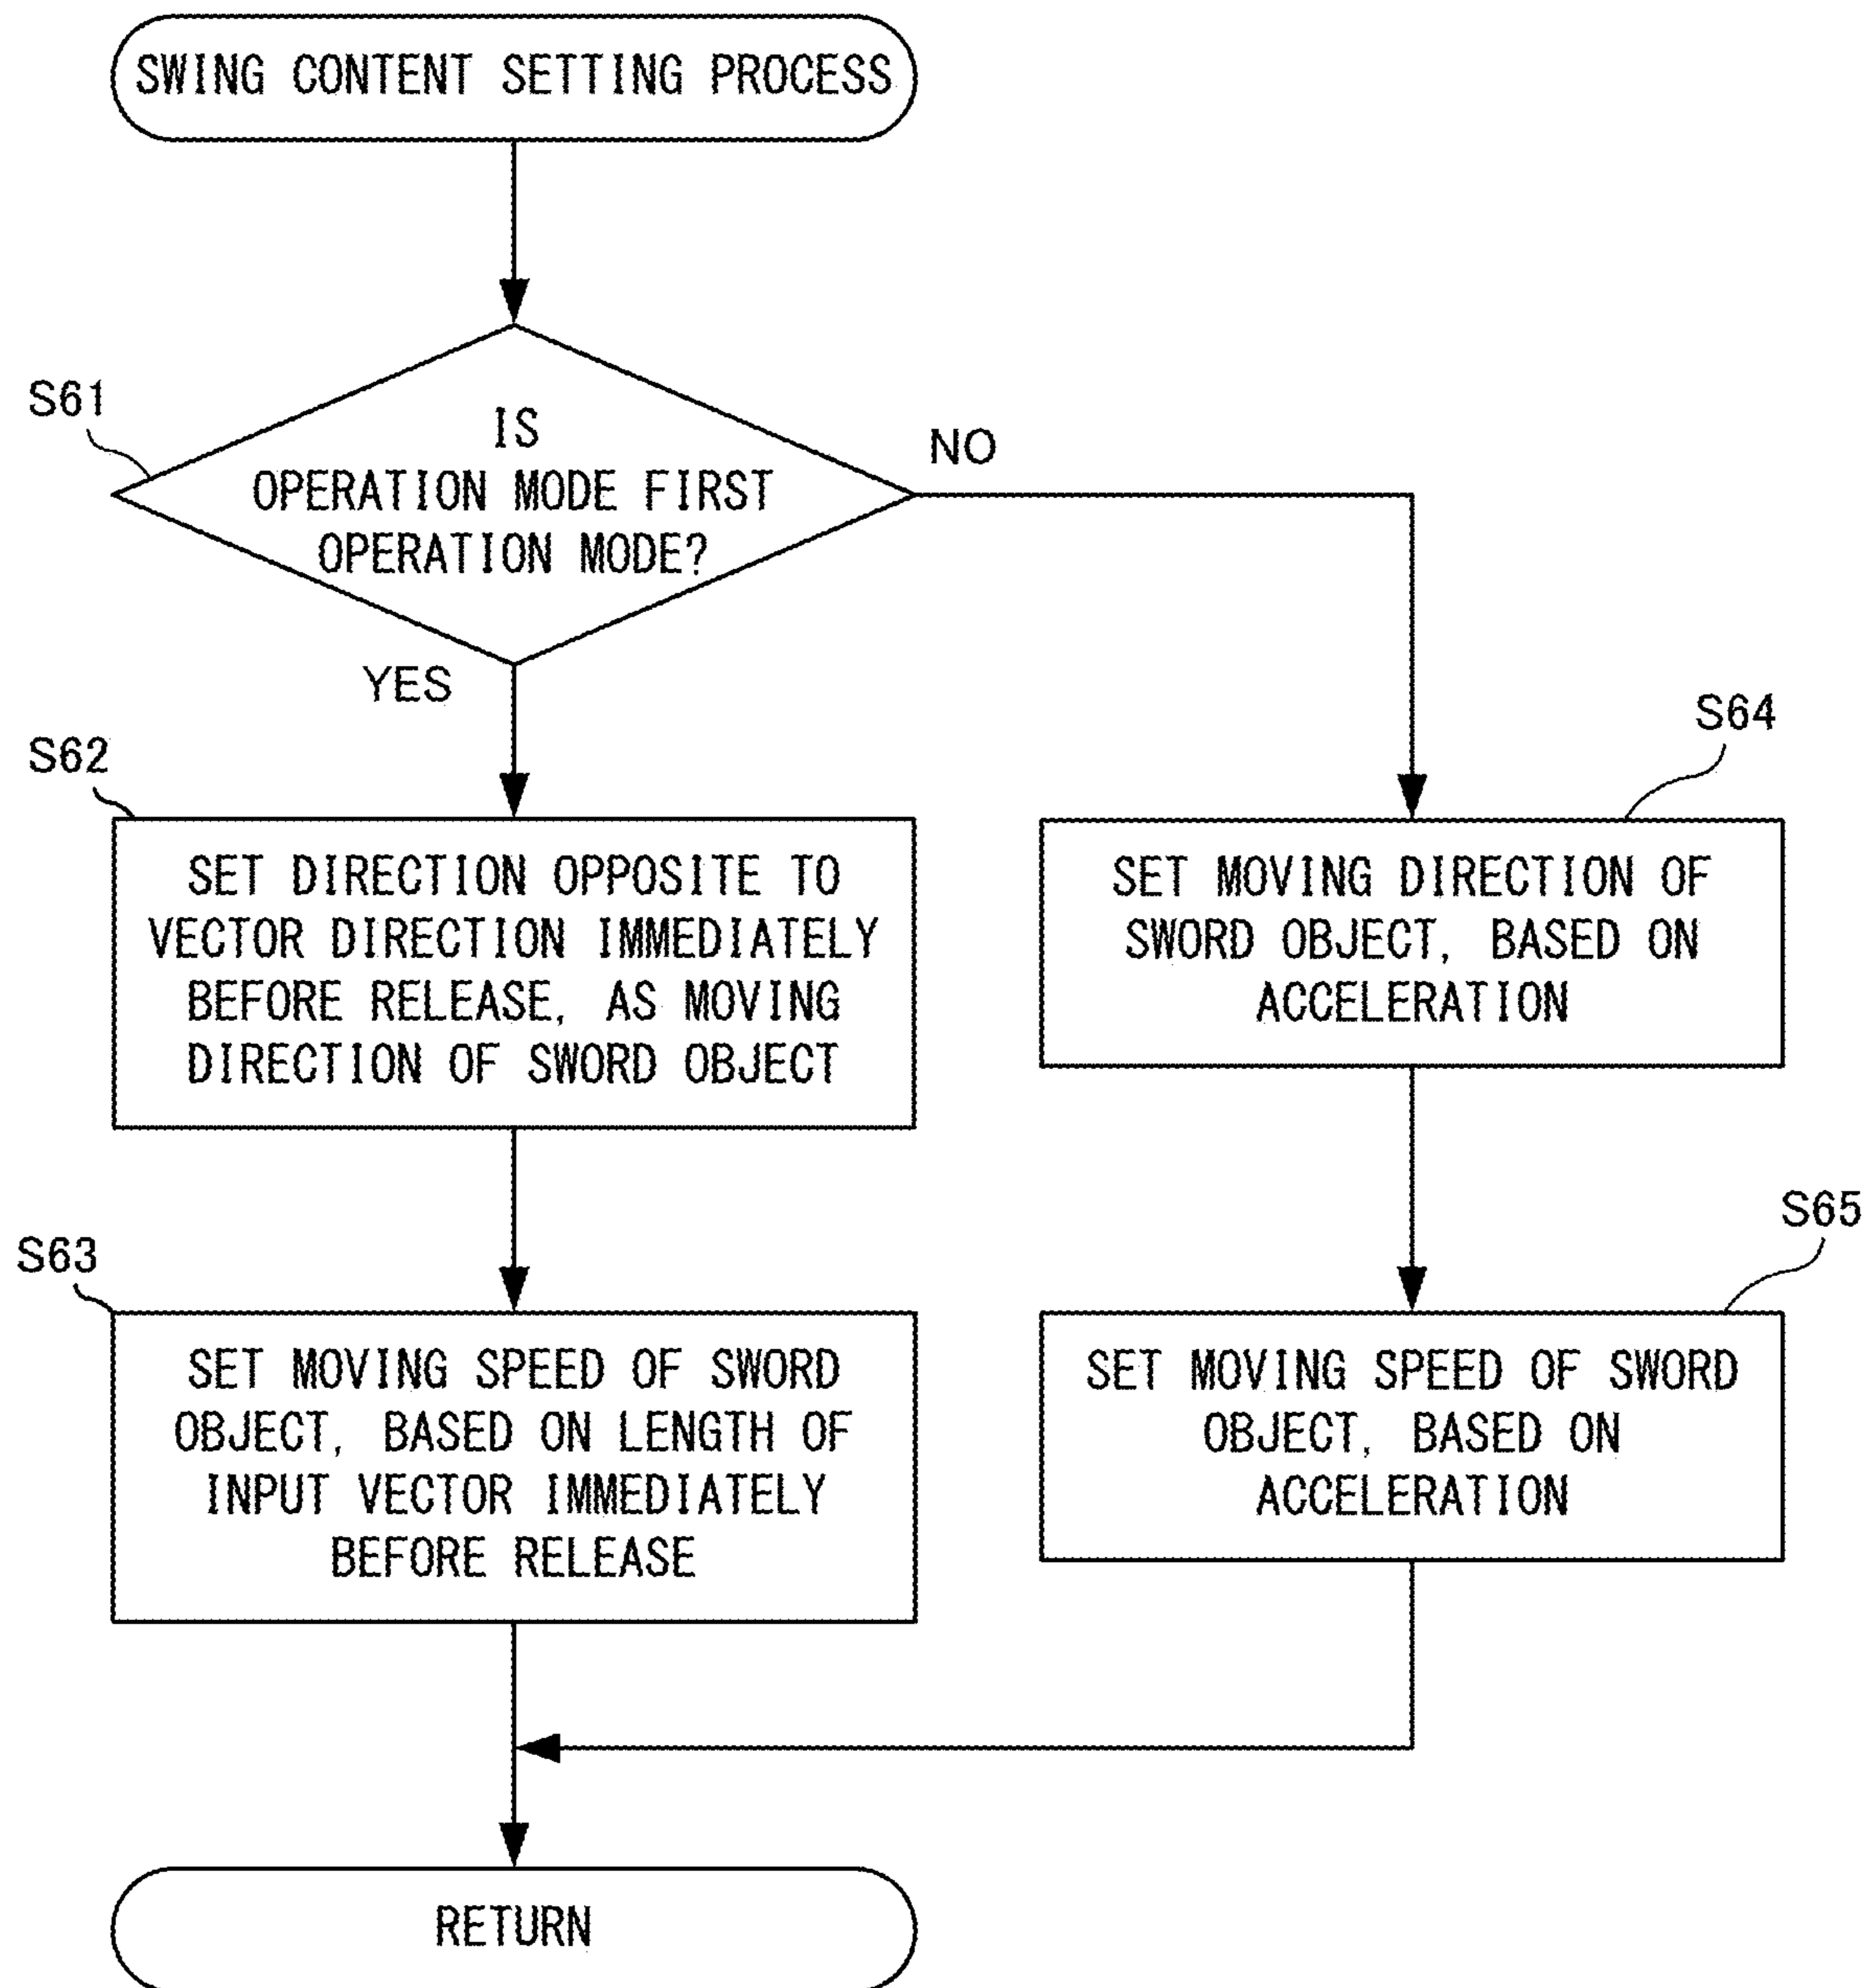 SWING CONTENT SETTING PROCESS
S61
IS
OPERATION MODE FIRST
OPERATION MODE?
NO
YES
S62
SET DIRECTION OPPOSITE TO
VECTOR DIRECTION IMMEDIATELY
BEFORE RELEASE, AS MOVING
DIRECTION OF SWORD OBJECT
S64
SET MOVING DIRECTION OF
SWORD OBJECT, BASED ON
ACCELERATION
S63
SET MOVING SPEED OF SWORD
OBJECT, BASED ON LENGTH OF
INPUT VECTOR IMMEDIATELY
BEFORE RELEASE
S65
SET MOVING SPEED OF SWORD
OBJECT, BASED ON
ACCELERATION
RETURN